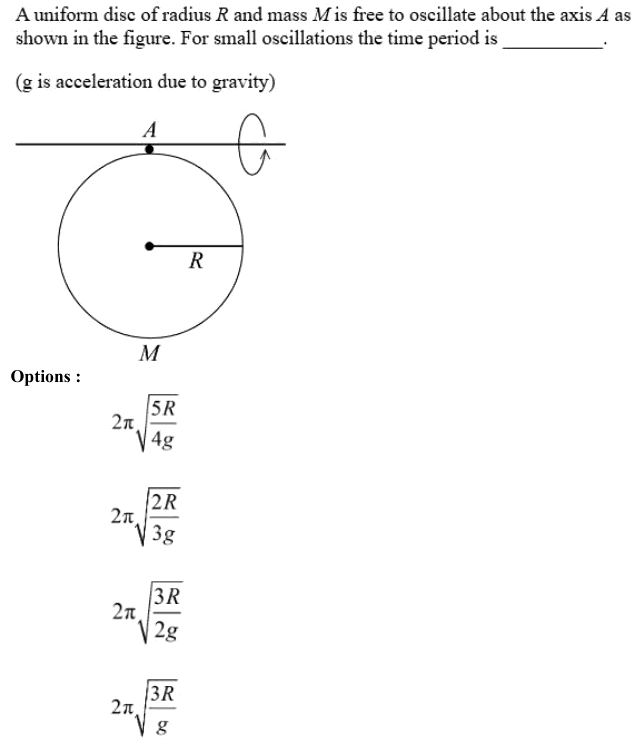 A uniform disc of radius R and mass M is free to oscillate about the axis A as
shown in the figure. For small oscillations the time period is ___________.
(g is acceleration due to gravity)
A
R
M
Options :
2π√(5R/4g)
2π√(2R/3g)
2π√(3R/2g)
2π√(3R/g)